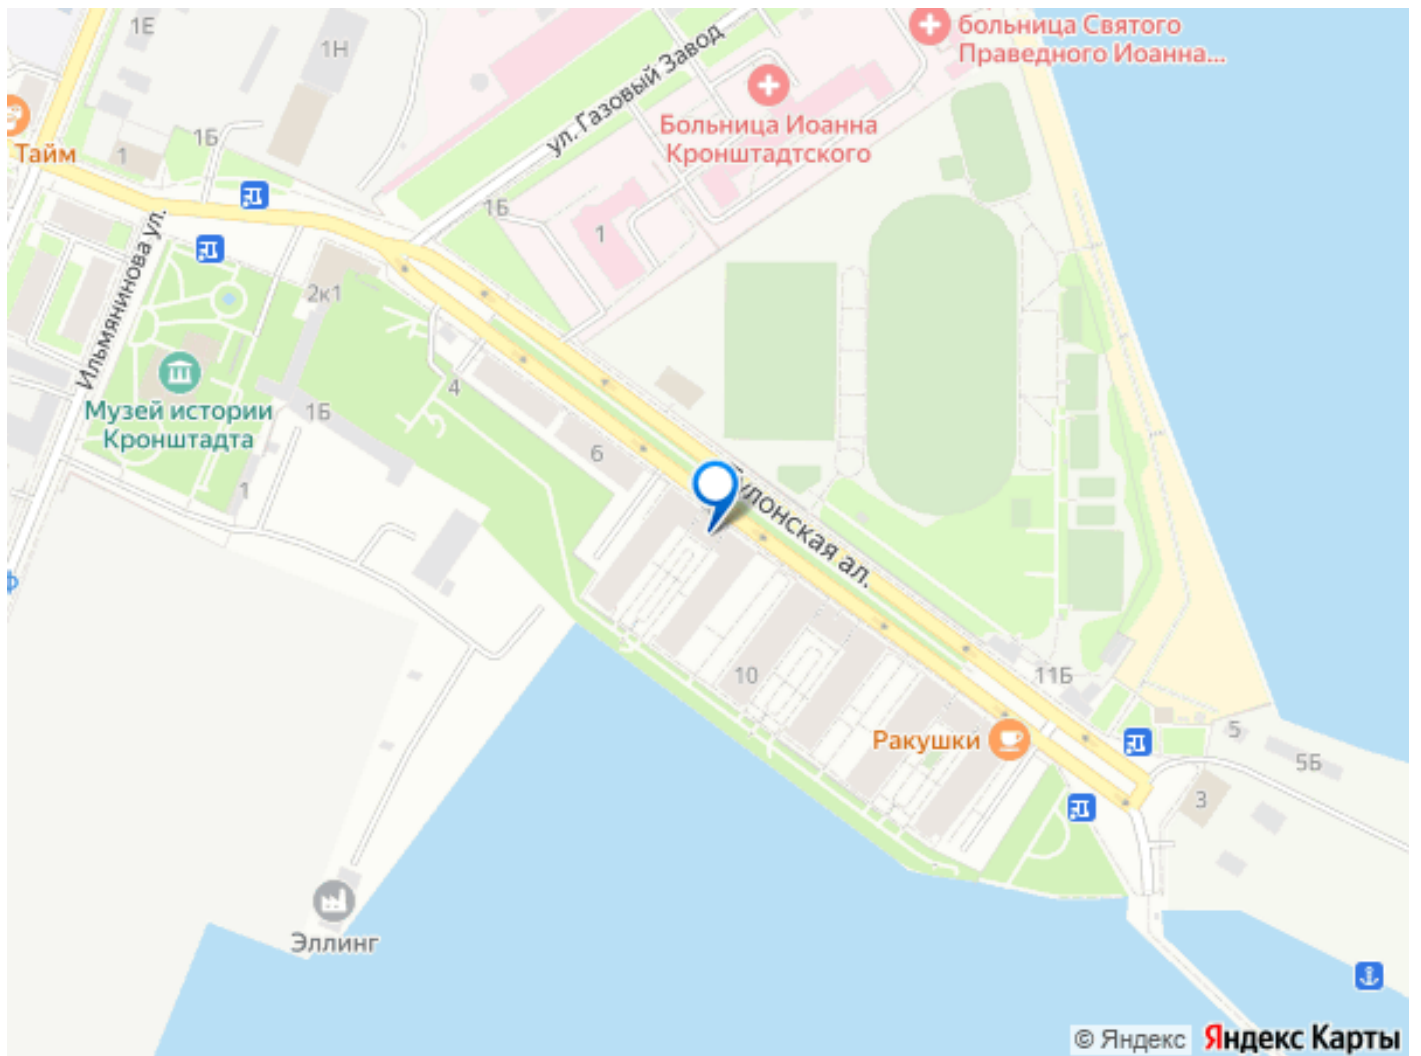 1Е
1Н
больница Святого
Праведного Иоанна...
ул. Газовый Завод
Больница Иоанна
Кронштадтского
Тайм
1
1Б
1Б
1
Ильмянинова ул.
2к1
4
Музей истории
Кронштадта
1Б
6
1
улонская ал.
10
11Б
Ракушки
5
5Б
3
Эллинг
© Яндекс Яндекс Карты